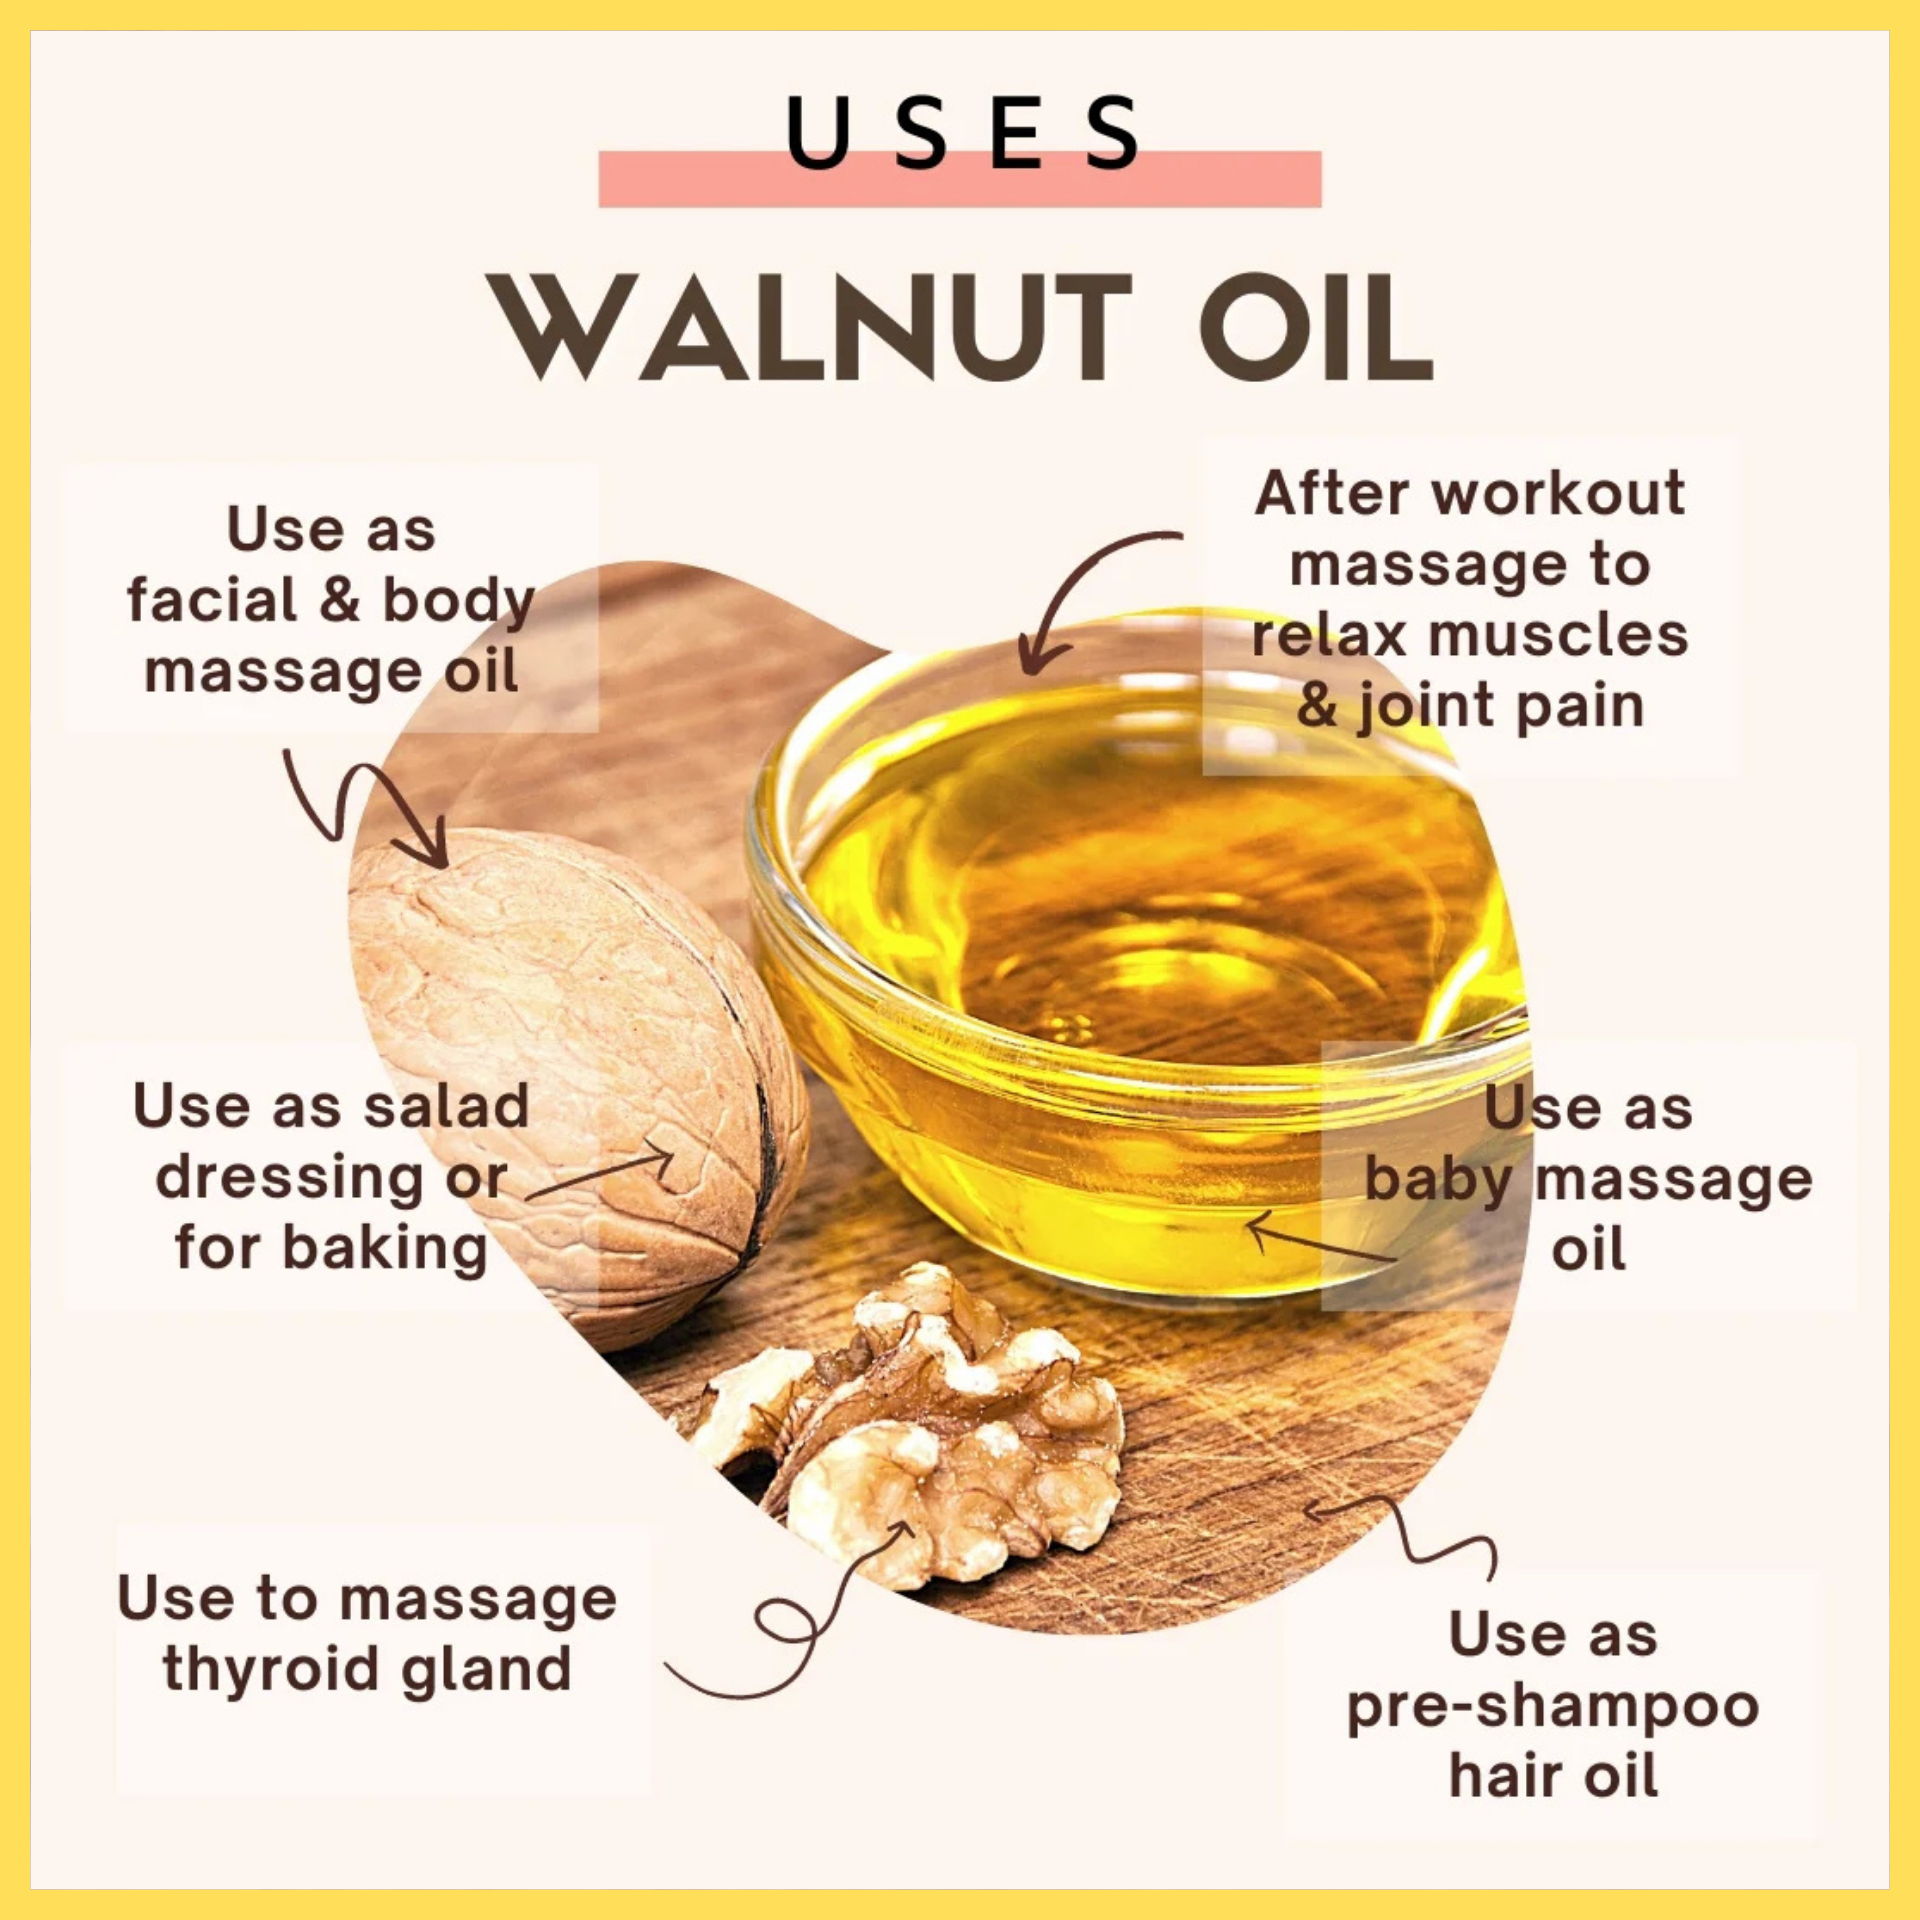 USES
WALNUT OIL
Use as
facial & body
massage oil
After workout
massage to
relax muscles
& joint pain
Use as salad
dressing or
for baking
Use as
baby massage
oil
Use to massage
thyroid gland
Use as
pre-shampoo
hair oil